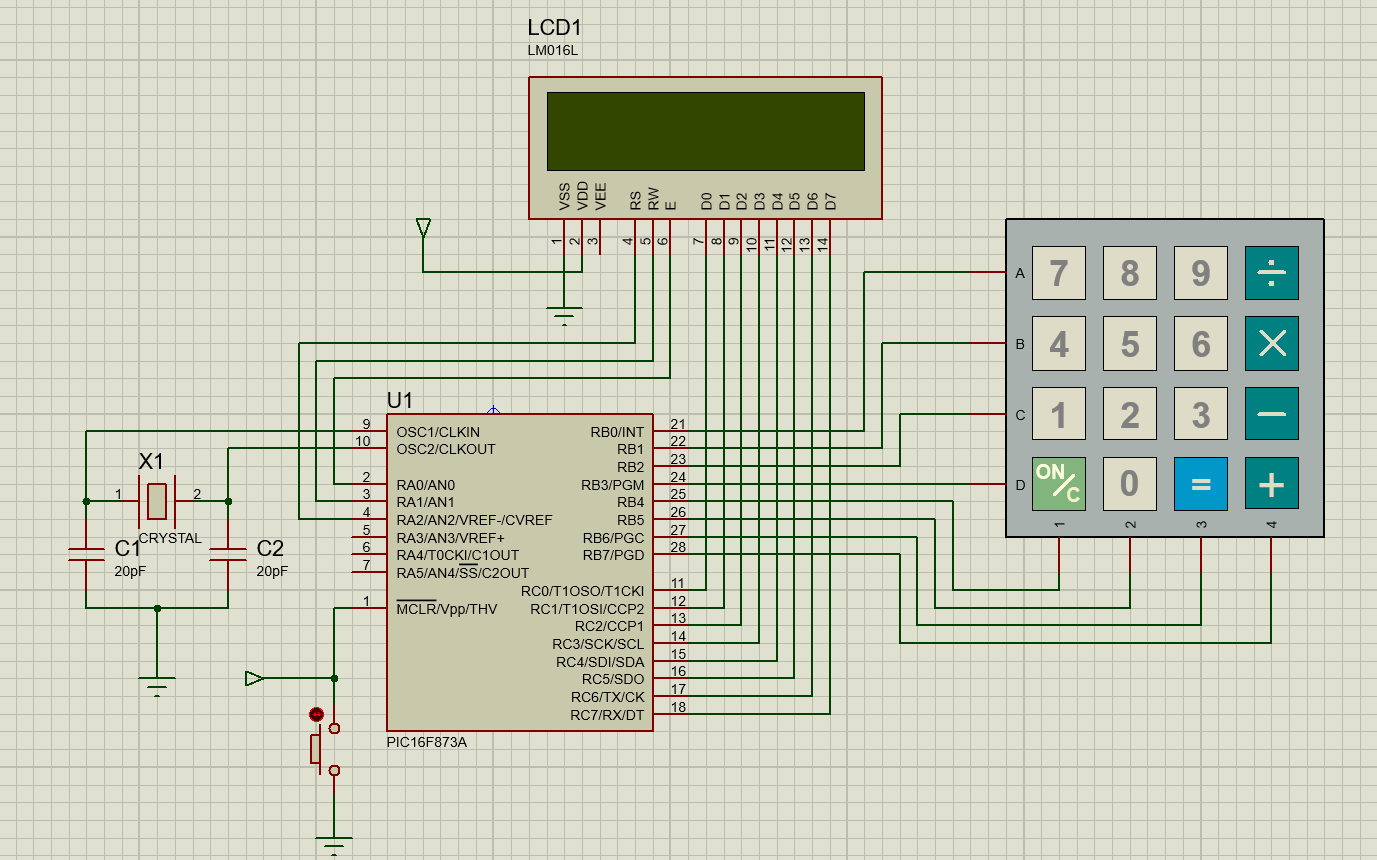 LCD1
LM016L
VSS
VDD
VEE
RS
RW
E
D0
D1
D2
D3
D4
D5
D6
D7
1
2
3
4
5
6
7
8
9
10
11
12
13
14
A
7
8
9
÷
B
4
5
6
×
C
1
2
3
−
D
ON/C
0
=
+
1
2
3
4
U1
9
OSC1/CLKIN
10
OSC2/CLKOUT
2
RA0/AN0
3
RA1/AN1
4
RA2/AN2/VREF-/CVREF
5
RA3/AN3/VREF+
6
RA4/T0CKI/C1OUT
7
RA5/AN4/SS/C2OUT
1
MCLR/Vpp/THV
RB0/INT
21
RB1
22
RB2
23
RB3/PGM
24
RB4
25
RB5
26
RB6/PGC
27
RB7/PGD
28
RC0/T1OSO/T1CKI
11
RC1/T1OSI/CCP2
12
RC2/CCP1
13
RC3/SCK/SCL
14
RC4/SDI/SDA
15
RC5/SDO
16
RC6/TX/CK
17
RC7/RX/DT
18
PIC16F873A
X1
1
2
CRYSTAL
C1
20pF
C2
20pF